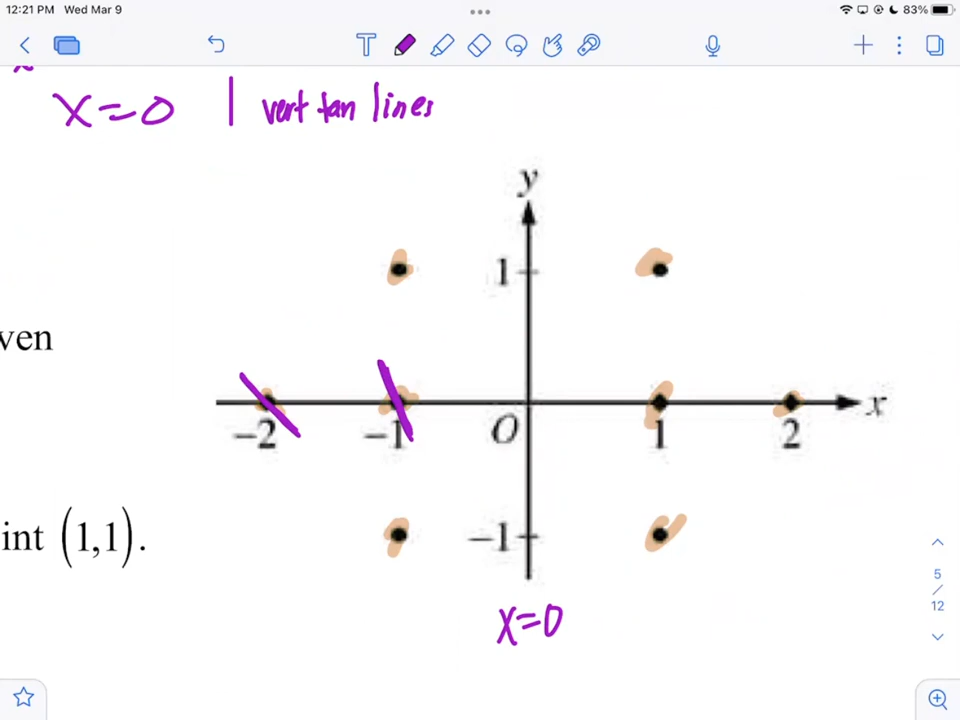 12:21 PM Wed Mar 9
83%
T
x=0 | vert tan lines
y
1
ven
-2 -1 O 1 2 x
int (1,1).
-1
5
/
12
x=0